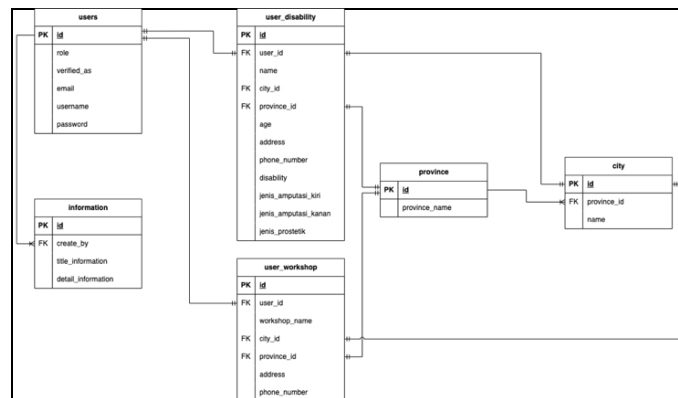 users
PK id
role
verified_as
email
username
password
information
PK id
FK create_by
title_information
detail_information
user_disability
PK id
FK user_id
name
FK city_id
FK province_id
age
address
phone_number
disability
jenis_amputasi_kiri
jenis_amputasi_kanan
jenis_prostetik
user_workshop
PK id
FK user_id
workshop_name
FK city_id
FK province_id
address
phone_number
province
PK id
province_name
city
PK id
FK province_id
name